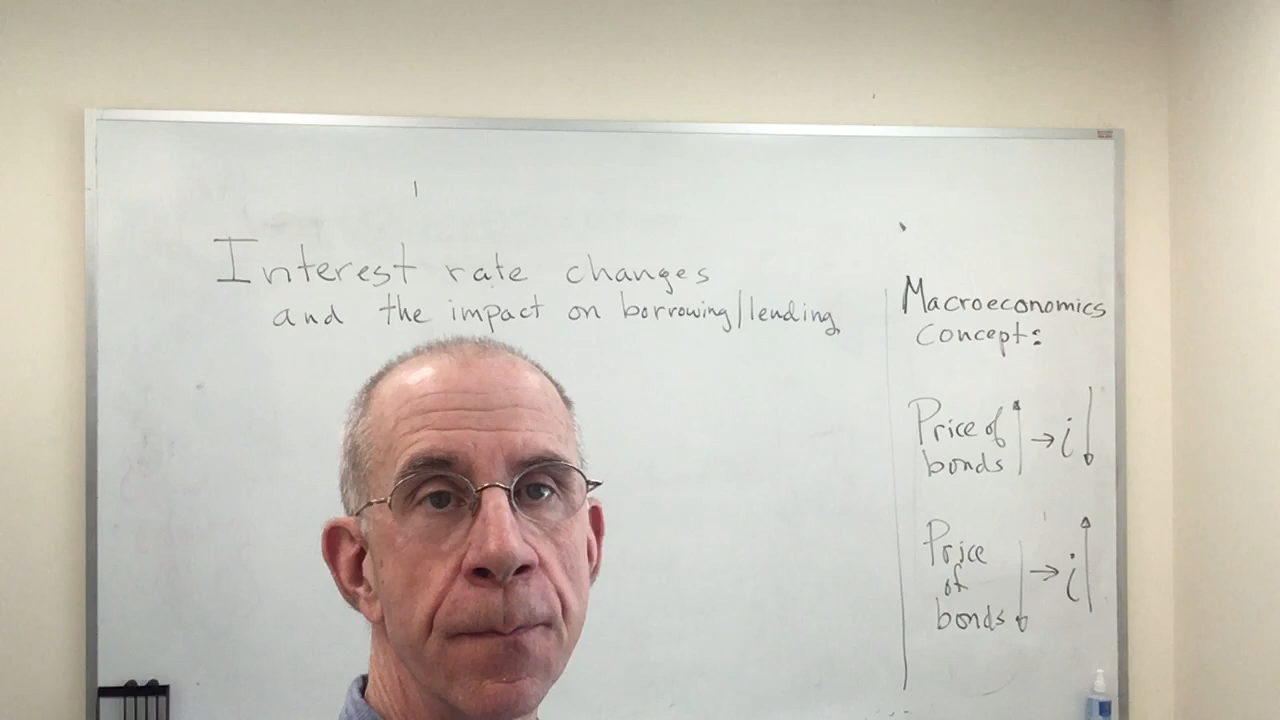 Interest rate changes
and the impact on borrowing/lending
Macroeconomics
concept:
Price of ↑ → i ↓
bonds
Price
of ↓ → i ↑
bonds